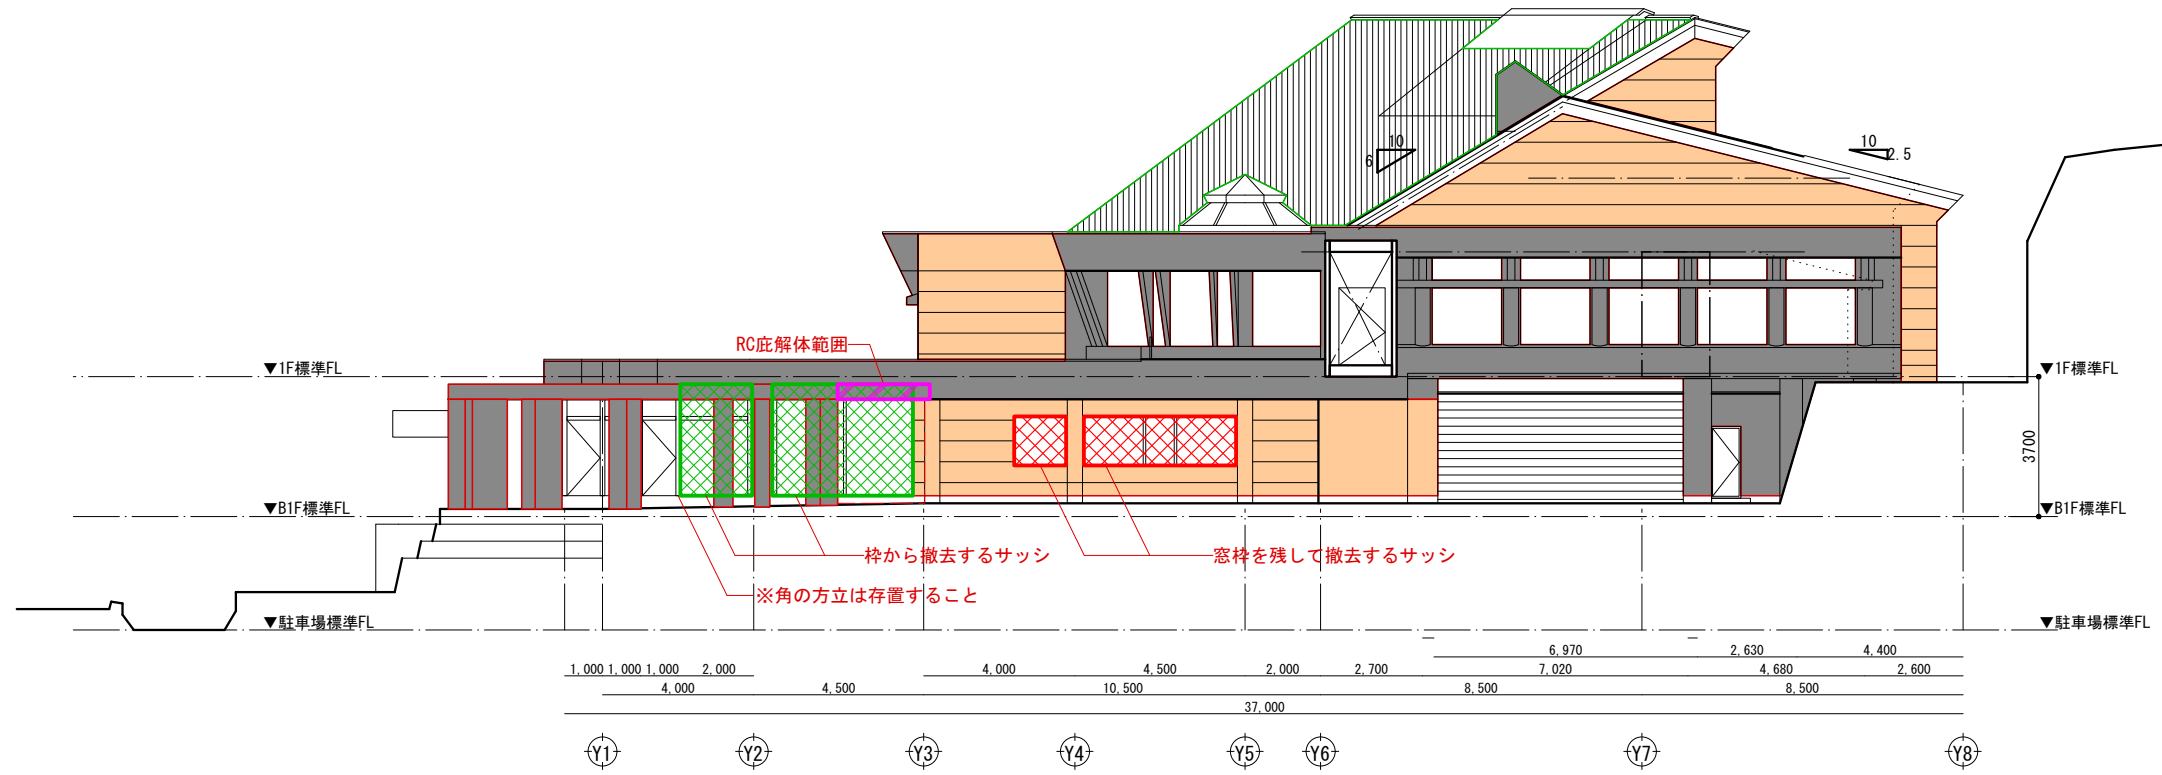 10
6
10
2.5
RC庇解体範囲
▼1F標準FL
▼1F標準FL
3700
▼B1F標準FL
▼B1F標準FL
枠から撤去するサッシ
窓枠を残して撤去するサッシ
※角の方立は存置すること
▼駐車場標準FL
▼駐車場標準FL
6,970 2,630 4,400
1,000 1,000 1,000 2,000 4,000 4,500 2,000 2,700 7,020 4,680 2,600
4,000 4,500 10,500 8,500 8,500
37,000
Y1 Y2 Y3 Y4 Y5 Y6 Y7 Y8